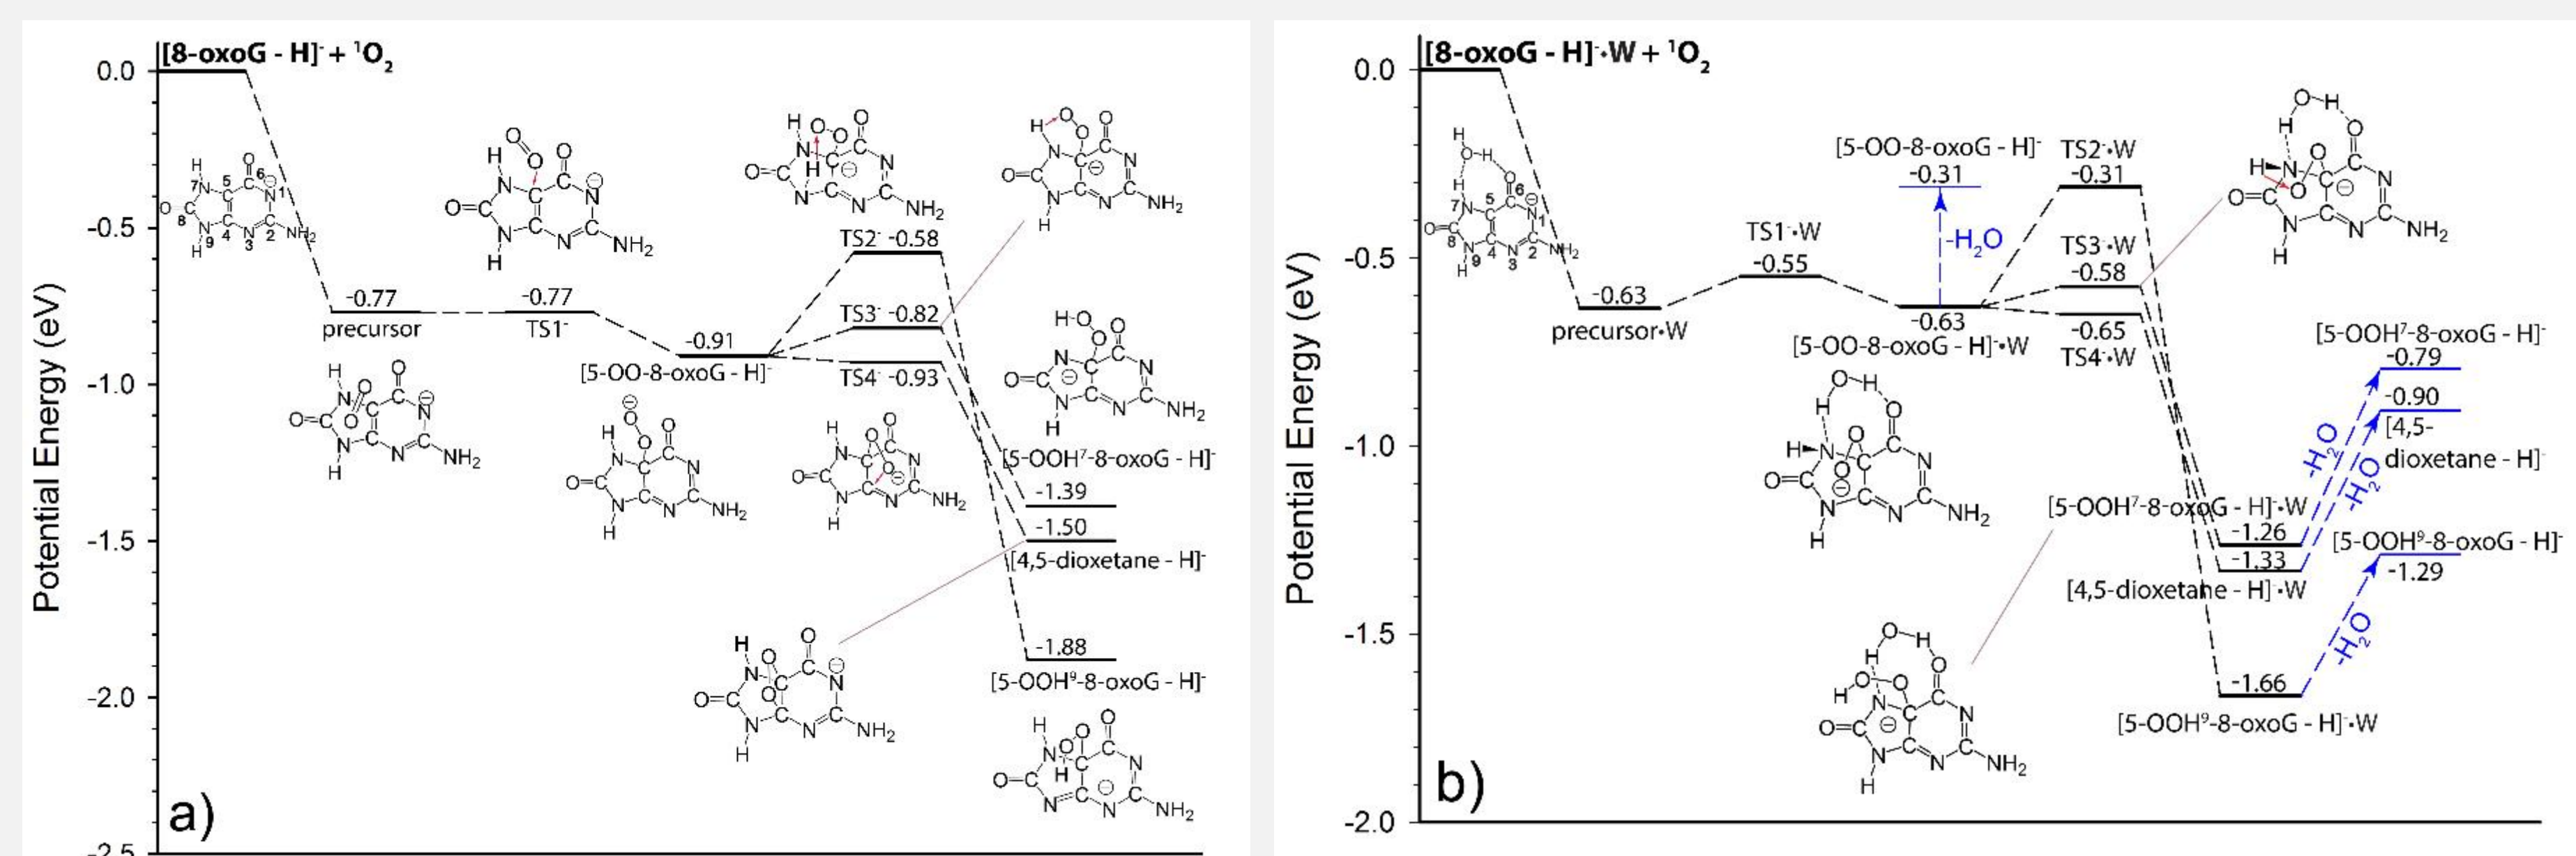 [8-oxoG - H]⁻ + ¹O₂
0.0
-0.5
-1.0
-1.5
-2.0
-2.5
Potential Energy (eV)
-0.77
precursor
-0.77
TS1⁻
-0.91
[5-OO-8-oxoG - H]⁻
TS2⁻ -0.58
TS3⁻ -0.82
TS4⁻ -0.93
[5-OOH⁷-8-oxoG - H]⁻
-1.39
-1.50
[4,5-dioxetane - H]⁻
-1.88
[5-OOH⁹-8-oxoG - H]⁻
a)
[8-oxoG - H]⁻·W + ¹O₂
0.0
-0.5
-1.0
-1.5
-2.0
Potential Energy (eV)
-0.63
precursor·W
TS1⁻·W
-0.55
[5-OO-8-oxoG - H]⁻
-0.31
-H₂O
-0.63
[5-OO-8-oxoG - H]⁻·W
TS2⁻·W
-0.31
TS3⁻·W
-0.58
-0.65
TS4⁻·W
[5-OOH⁷-8-oxoG - H]⁻
-0.79
-0.90
[4,5-
dioxetane - H]⁻
-H₂O
-H₂O
[5-OOH⁷-8-oxoG - H]⁻·W
-1.26
-1.33
[4,5-dioxetane - H]⁻·W
[5-OOH⁹-8-oxoG - H]⁻
-1.29
-H₂O
-1.66
[5-OOH⁹-8-oxoG - H]⁻·W
b)